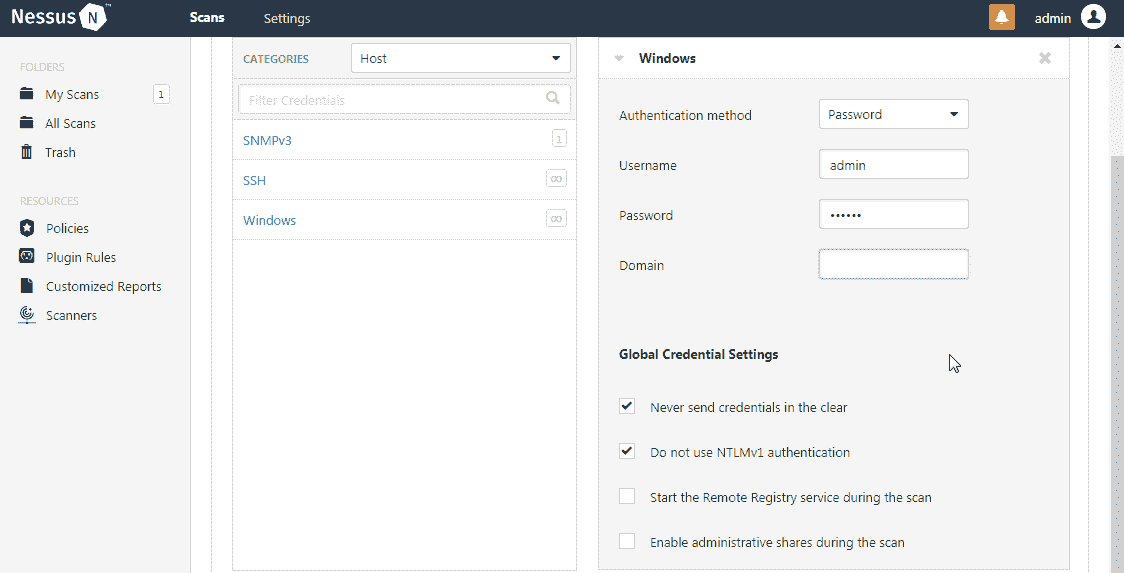 Nessus N ™
Scans
Settings
admin
FOLDERS
My Scans
1
All Scans
Trash
RESOURCES
Policies
Plugin Rules
Customized Reports
Scanners
CATEGORIES
Host
Filter Credentials
SNMPv3
1
SSH
∞
Windows
∞
Windows
Authentication method
Password
Username
admin
Password
••••••
Domain
Global Credential Settings
Never send credentials in the clear
Do not use NTLMv1 authentication
Start the Remote Registry service during the scan
Enable administrative shares during the scan